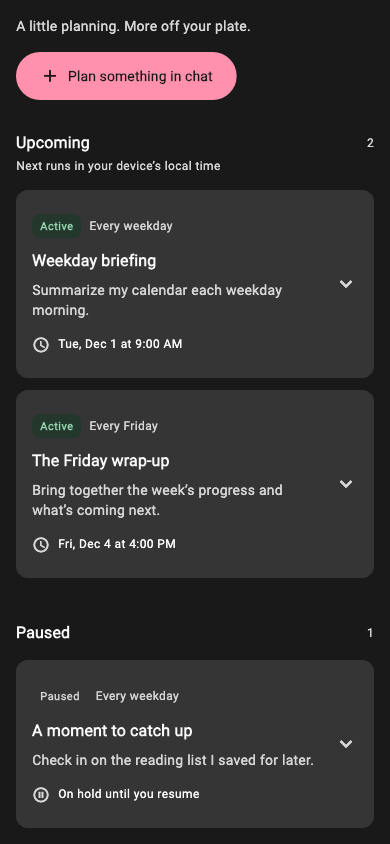 A little planning. More off your plate.
Plan something in chat
Upcoming
2
Next runs in your device’s local time
Active Every weekday
Weekday briefing
Summarize my calendar each weekday
morning.
Tue, Dec 1 at 9:00 AM
Active Every Friday
The Friday wrap-up
Bring together the week’s progress and
what’s coming next.
Fri, Dec 4 at 4:00 PM
Paused
1
Paused Every weekday
A moment to catch up
Check in on the reading list I saved for later.
On hold until you resume